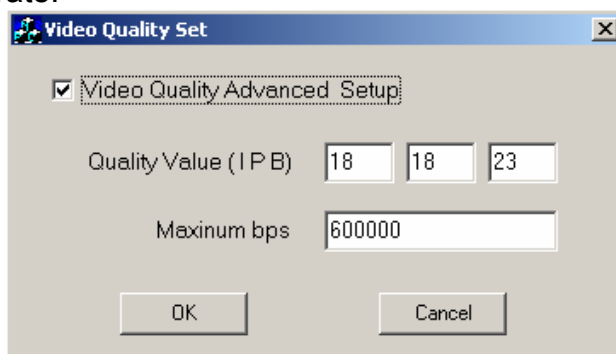 Video Quality Set
Video Quality Advanced Setup
Quality Value ( I P B) 18 18 23
Maxinum bps 600000
OK Cancel